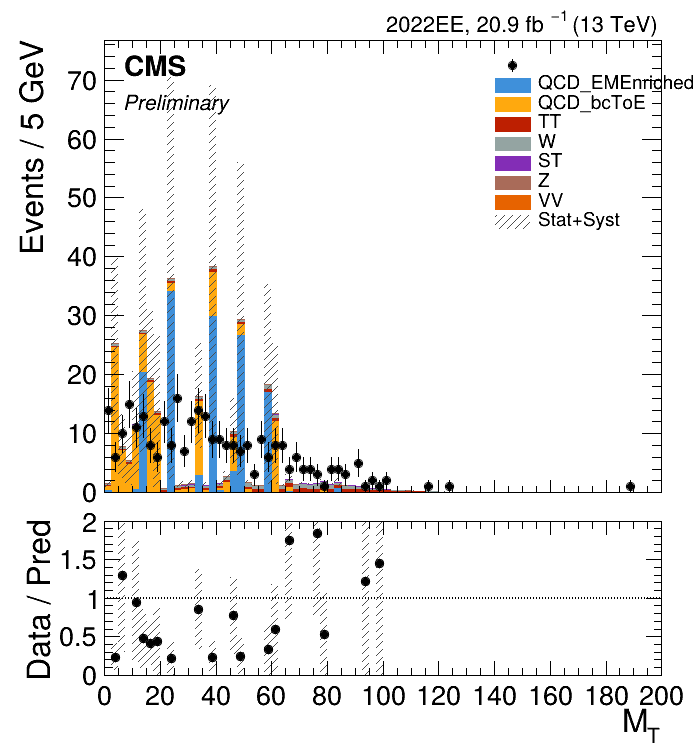 2022EE, 20.9 fb⁻¹ (13 TeV)
CMS
Preliminary
QCD_EMEnriched
QCD_bcToE
TT
W
ST
Z
VV
Stat+Syst
Events / 5 GeV
70
60
50
40
30
20
10
0
Data / Pred
2
1.5
1
0.5
0
0 20 40 60 80 100 120 140 160 180 200
M_T